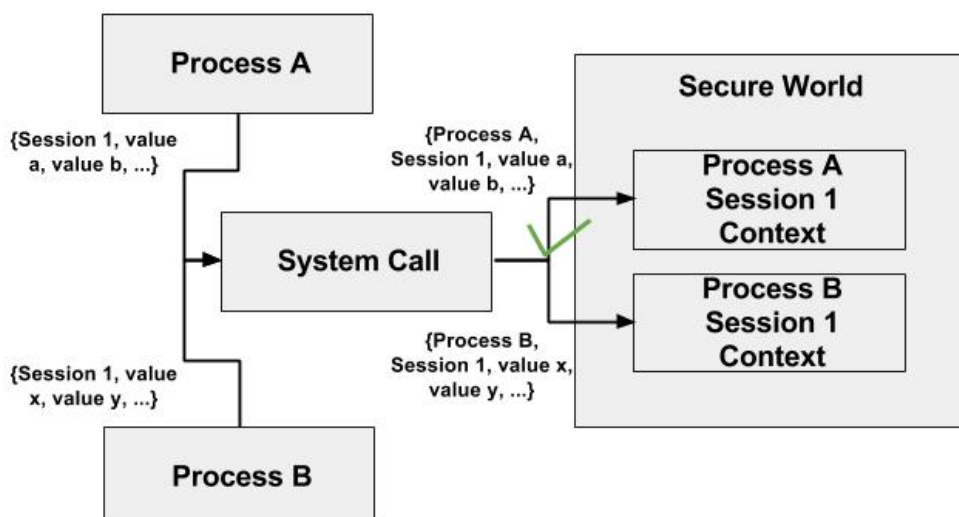 Process A
{Session 1, value
a, value b, ...}
System Call
{Session 1, value
x, value y, ...}
Process B
{Process A,
Session 1, value a,
value b, ...}
{Process B,
Session 1, value x,
value y, ...}
Secure World
Process A
Session 1
Context
Process B
Session 1
Context